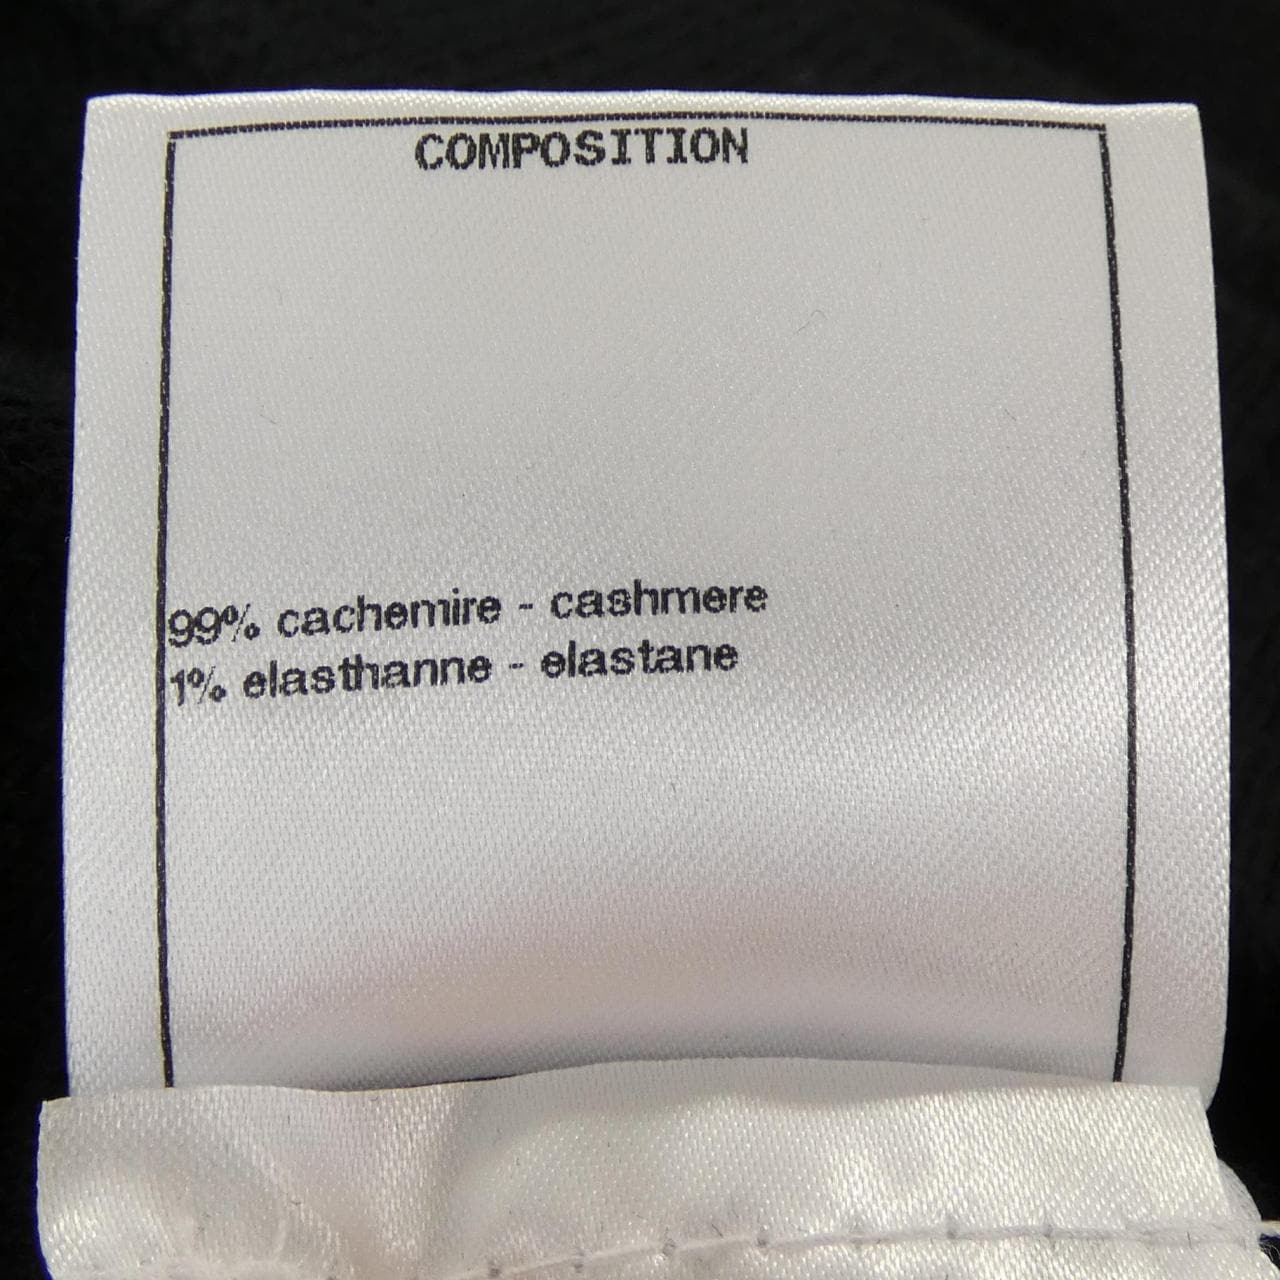 COMPOSITION
99% cachemire - cashmere
1% elasthanne - elastane